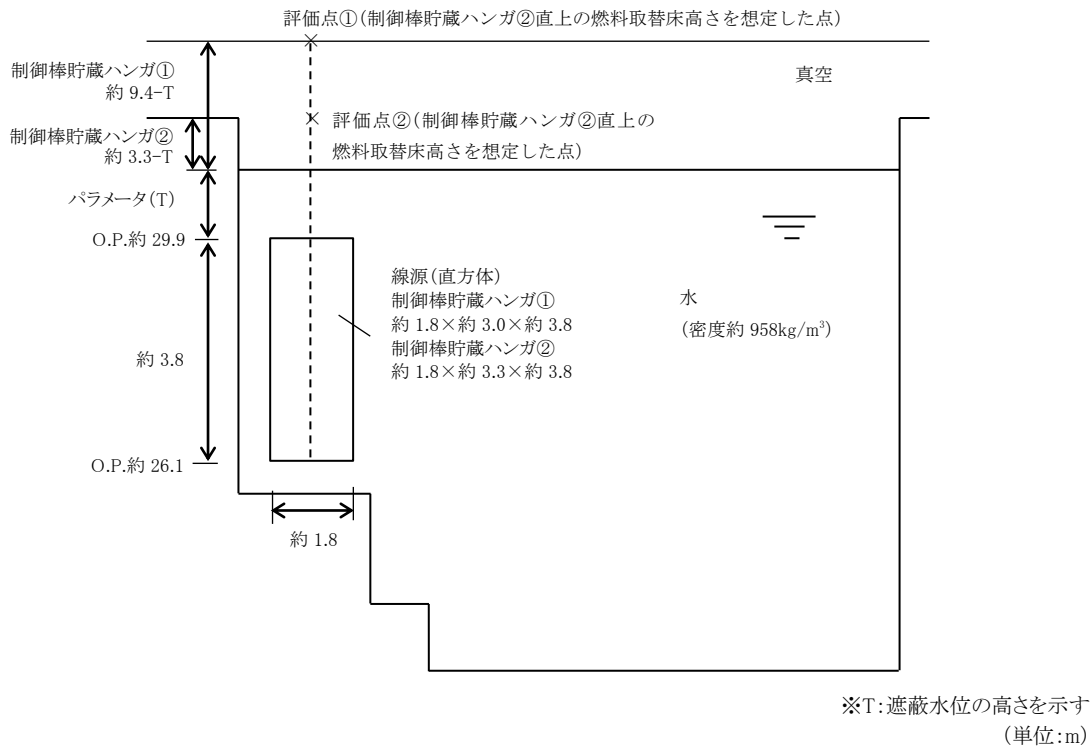 評価点①(制御棒貯蔵ハンガ②直上の燃料取替床高さを想定した点)
制御棒貯蔵ハンガ①
約 9.4-T
真空
制御棒貯蔵ハンガ②
約 3.3-T
評価点②(制御棒貯蔵ハンガ②直上の
燃料取替床高さを想定した点)
パラメータ(T)
O.P.約 29.9
線源(直方体)
制御棒貯蔵ハンガ①
約 1.8×約 3.0×約 3.8
制御棒貯蔵ハンガ②
約 1.8×約 3.3×約 3.8
水
(密度約 958kg/m³)
約 3.8
O.P.約 26.1
約 1.8
※T:遮蔽水位の高さを示す
(単位:m)